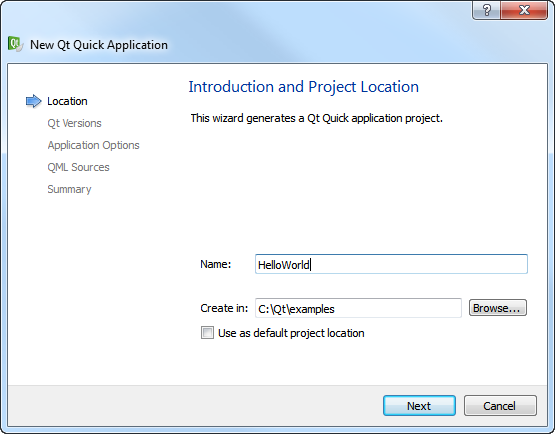 New Qt Quick Application
Location
Qt Versions
Application Options
QML Sources
Summary
Introduction and Project Location
This wizard generates a Qt Quick application project.
Name: HelloWorld
Create in: C:\Qt\examples Browse...
Use as default project location
Next Cancel